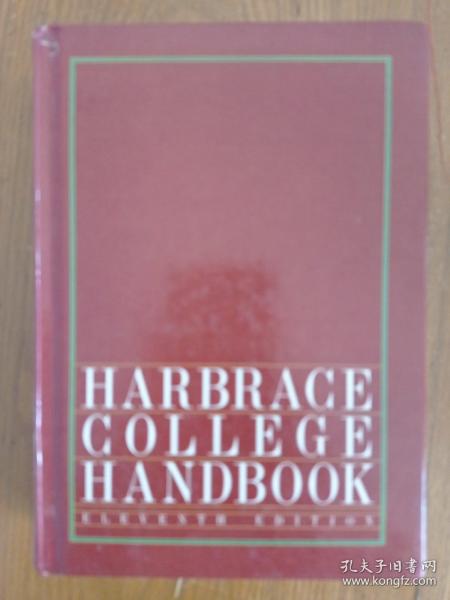 HARBRACE
COLLEGE
HANDBOOK
ELEVENTH EDITION
孔夫子旧书网
www.kongfz.com